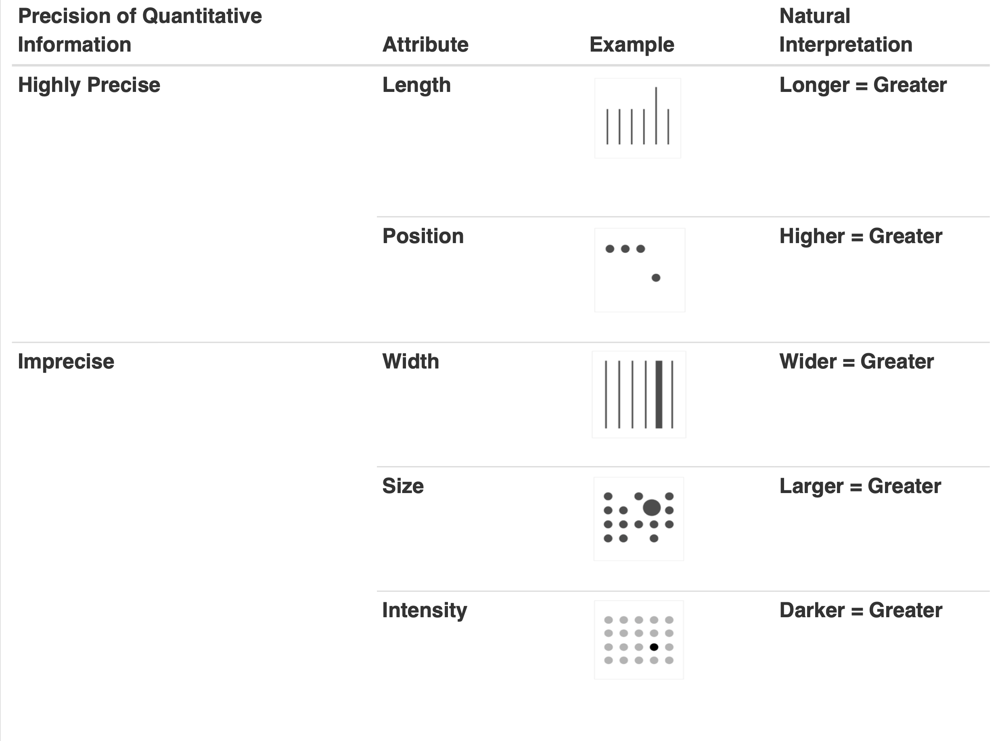 Precision of Quantitative
Information
Attribute
Example
Natural
Interpretation
Highly Precise
Length
Longer = Greater
Position
Higher = Greater
Imprecise
Width
Wider = Greater
Size
Larger = Greater
Intensity
Darker = Greater